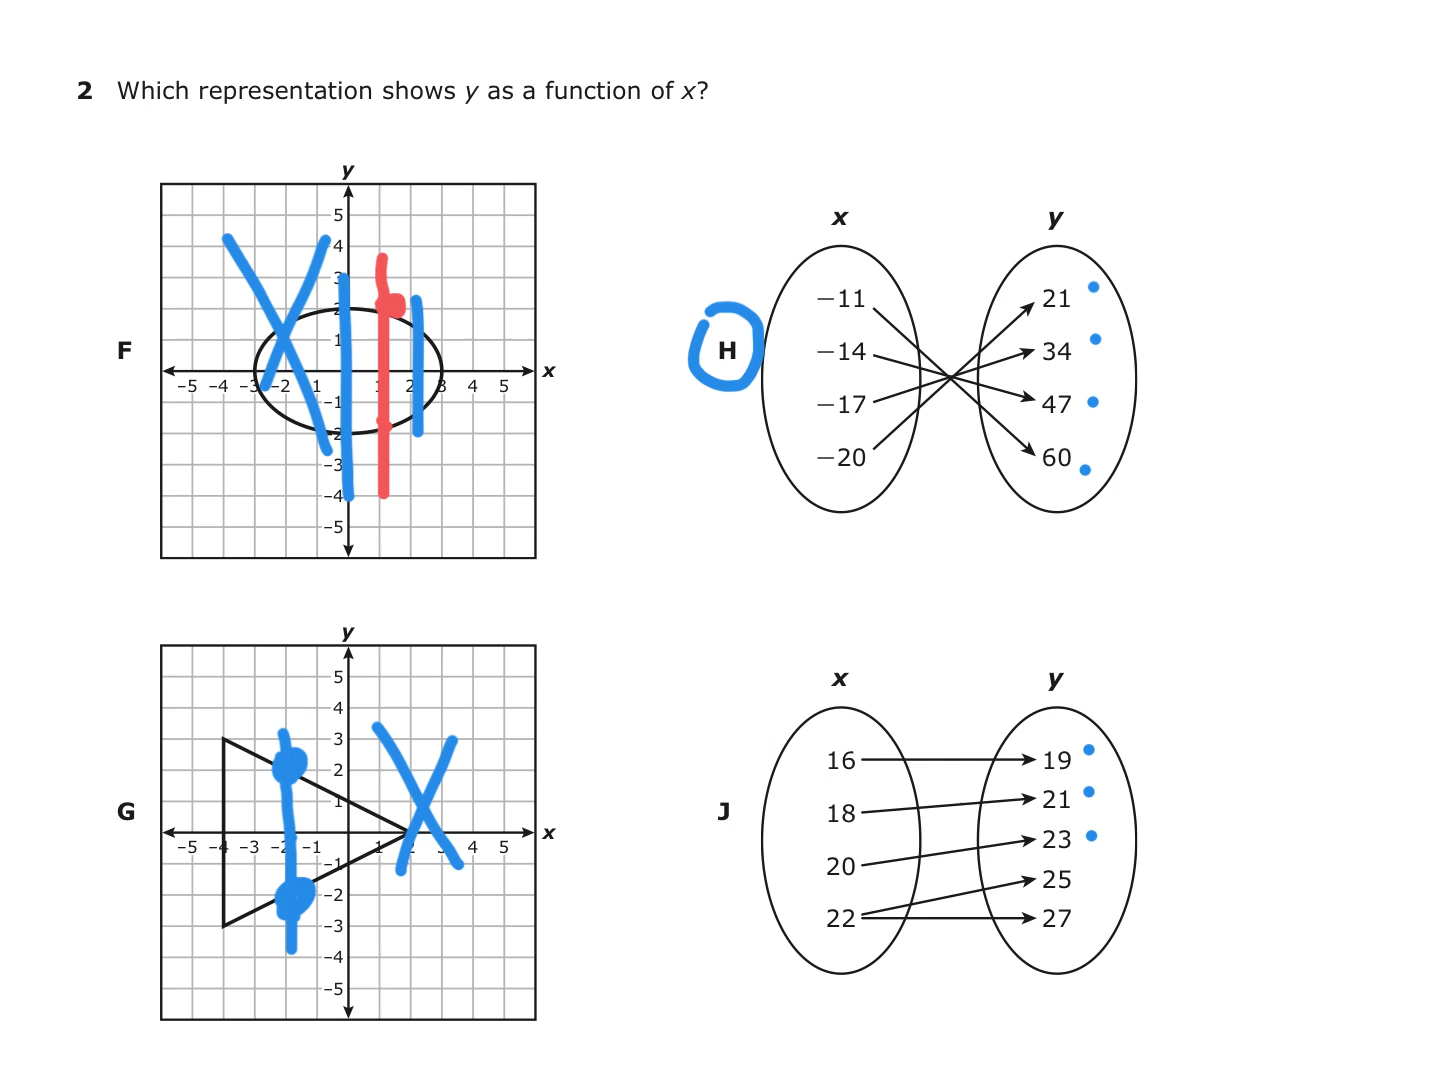 2 Which representation shows y as a function of x?
y
5
4
3
2
1
F
−5 −4 −3 −2 1 1 2 3 4 5 x
−1
−2
−3
−4
−5
x y
−11 21
H
−14 34
−17 47
−20 60
y
5
4
3
2
1
G
−5 −4 −3 −2 −1 1 2 3 4 5 x
−1
−2
−3
−4
−5
x y
16 19
J
18 21
20 23
25
22 27